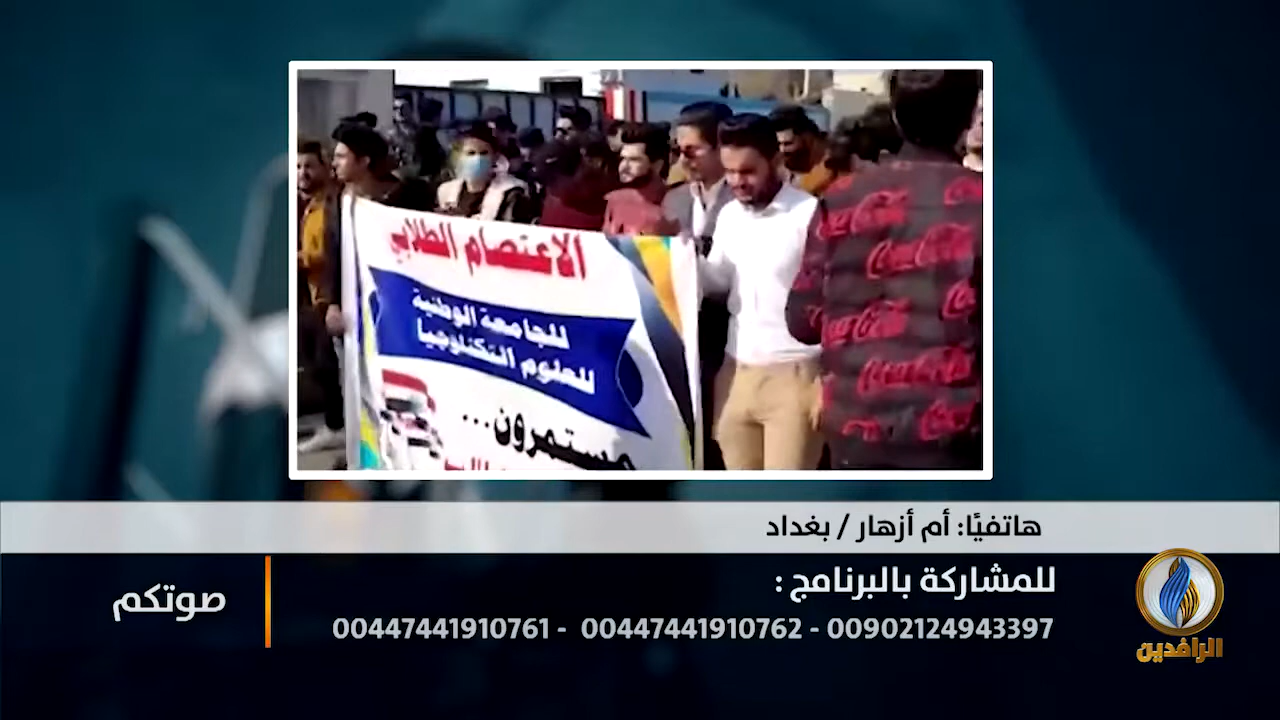 الاعتصام الطلابي
للجامعة الوطنية
للعلوم التكنلوجيا
مستمرون...
Coca-Cola
هاتفيًا: أم أزهار / بغداد
للمشاركة بالبرنامج :
00447441910761 - 00447441910762 - 00902124943397
صوتكم
الرافدين